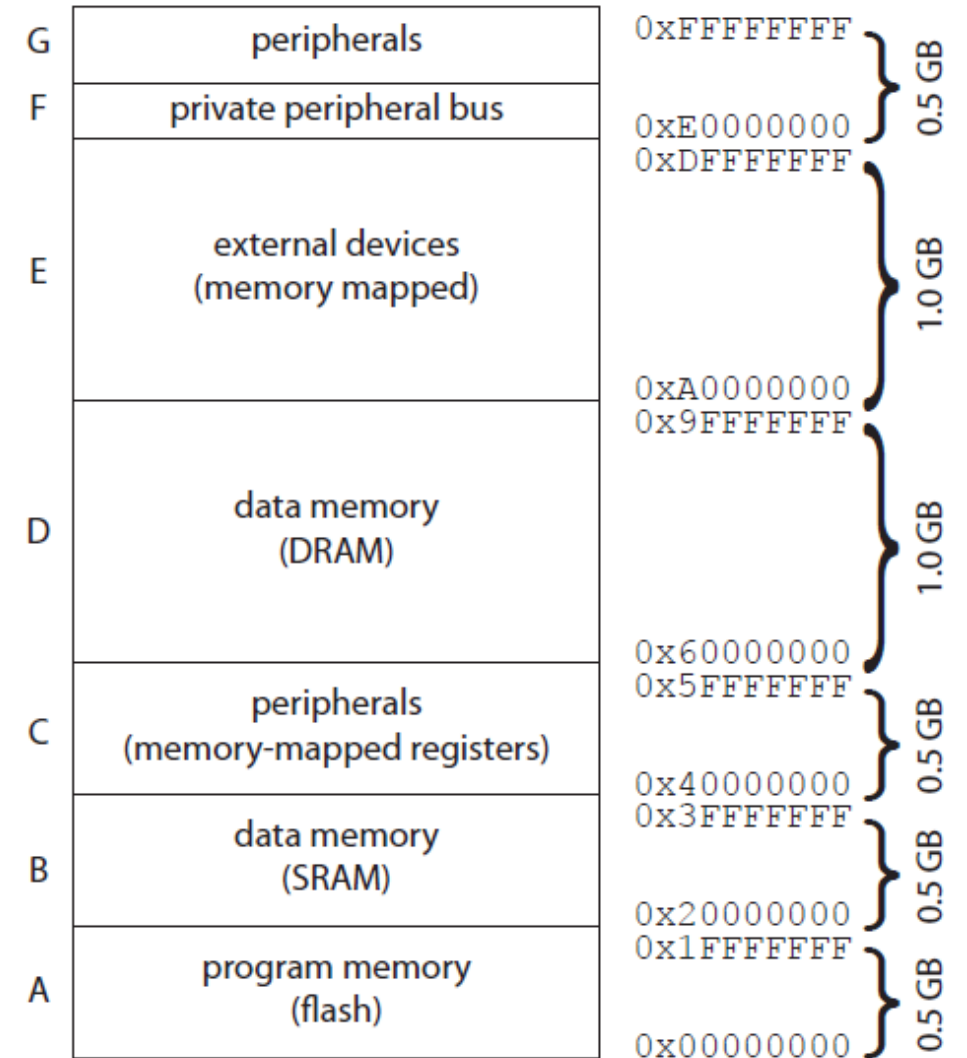 G
peripherals
0xFFFFFFFF
0.5 GB
F
private peripheral bus
0xE0000000
0xDFFFFFFF
E
external devices
(memory mapped)
1.0 GB
0xA0000000
0x9FFFFFFF
D
data memory
(DRAM)
1.0 GB
0x60000000
0x5FFFFFFF
C
peripherals
(memory-mapped registers)
0.5 GB
0x40000000
0x3FFFFFFF
B
data memory
(SRAM)
0.5 GB
0x20000000
0x1FFFFFFF
A
program memory
(flash)
0.5 GB
0x00000000